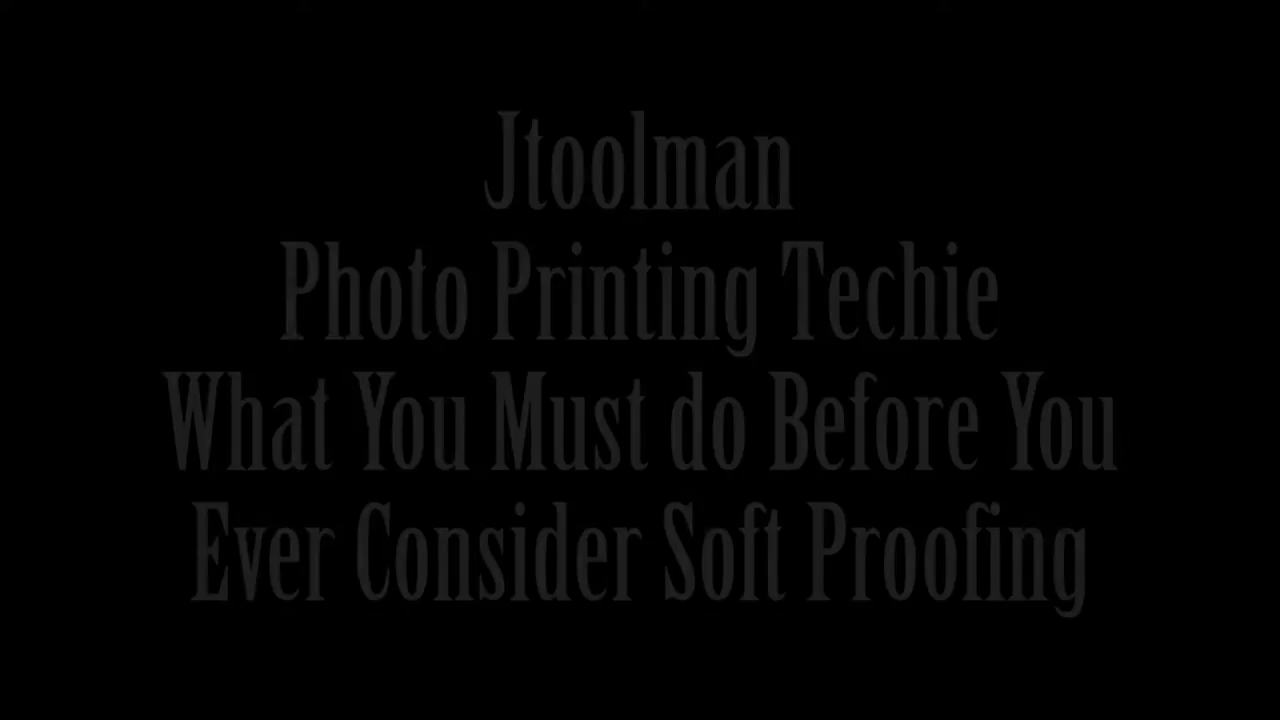 Jtoolman
Photo Printing Techie
What You Must do Before You
Ever Consider Soft Proofing